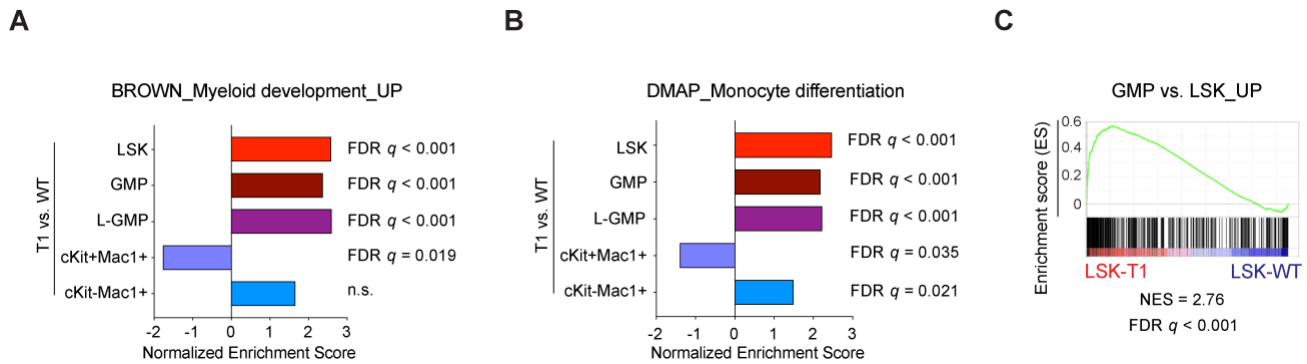 A
BROWN_Myeloid development_UP
T1 vs. WT
LSK
FDR q < 0.001
GMP
FDR q < 0.001
L-GMP
FDR q < 0.001
cKit+Mac1+
FDR q = 0.019
cKit-Mac1+
n.s.
-2 -1 0 1 2 3
Normalized Enrichment Score
B
DMAP_Monocyte differentiation
T1 vs. WT
LSK
FDR q < 0.001
GMP
FDR q < 0.001
L-GMP
FDR q < 0.001
cKit+Mac1+
FDR q = 0.035
cKit-Mac1+
FDR q = 0.021
-2 -1 0 1 2 3
Normalized Enrichment Score
C
GMP vs. LSK_UP
Enrichment score (ES)
0.6
0.4
0.2
0
LSK-T1 LSK-WT
NES = 2.76
FDR q < 0.001